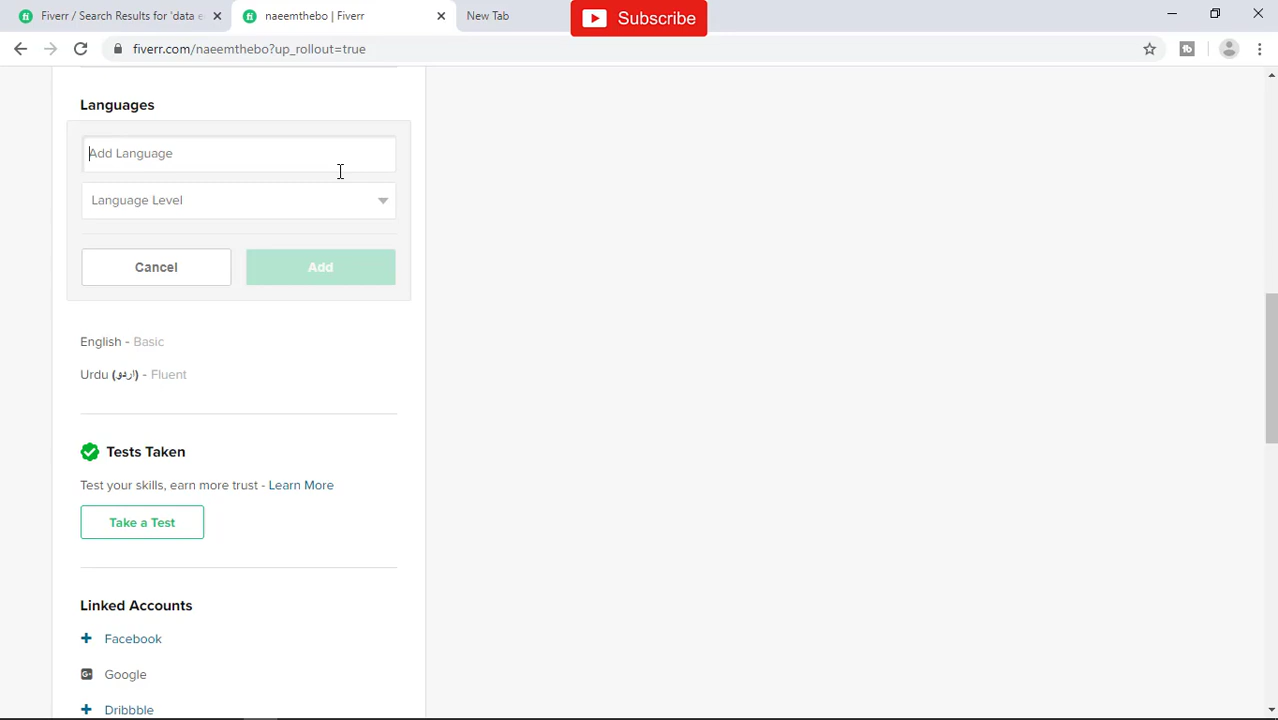 Fiverr / Search Results for 'data e
naeemthebo | Fiverr
New Tab
Subscribe
fiverr.com/naeemthebo?up_rollout=true
Languages
Add Language
Language Level
Cancel
Add
English - Basic
Urdu (اردو) - Fluent
Tests Taken
Test your skills, earn more trust - Learn More
Take a Test
Linked Accounts
Facebook
Google
Dribbble